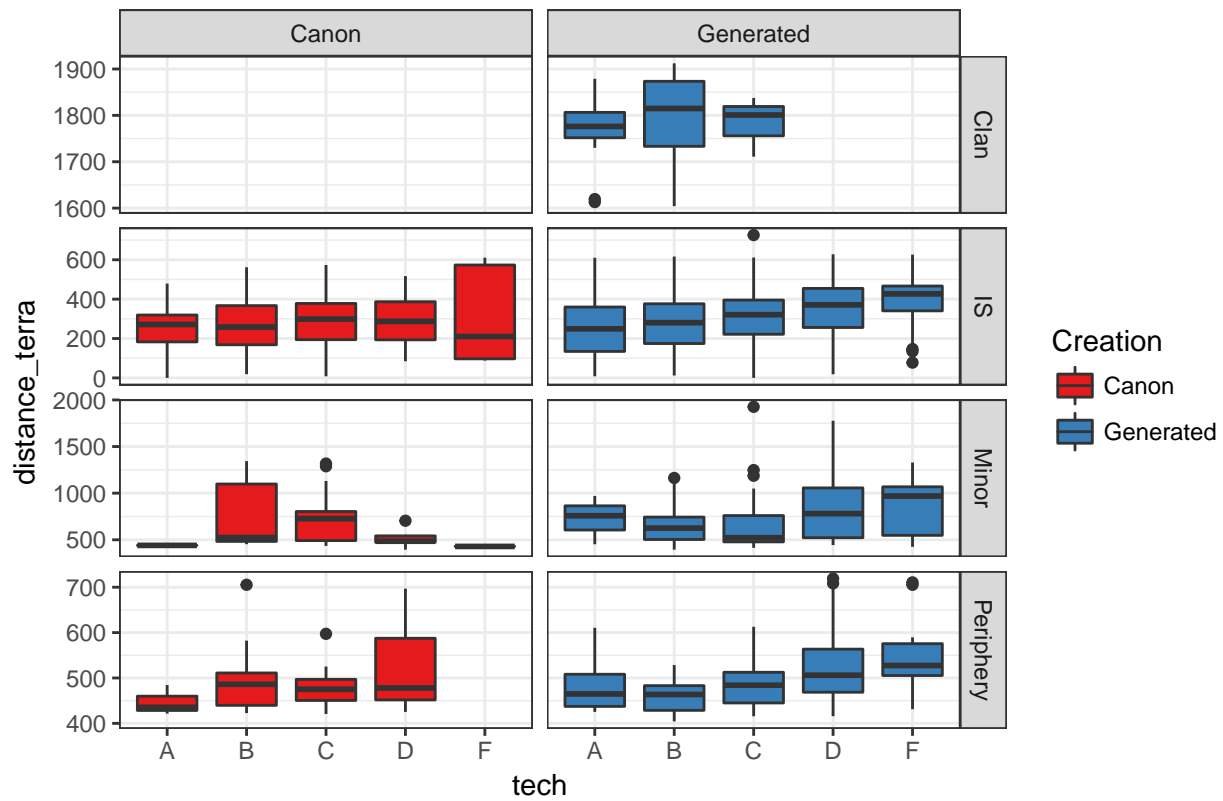 Canon
Generated
1900
1800
1700
1600
Clan
600
400
200
0
IS
2000
1500
1000
500
Minor
700
600
500
400
Periphery
A
B
C
D
F
A
B
C
D
F
distance_terra
tech
Creation
Canon
Generated